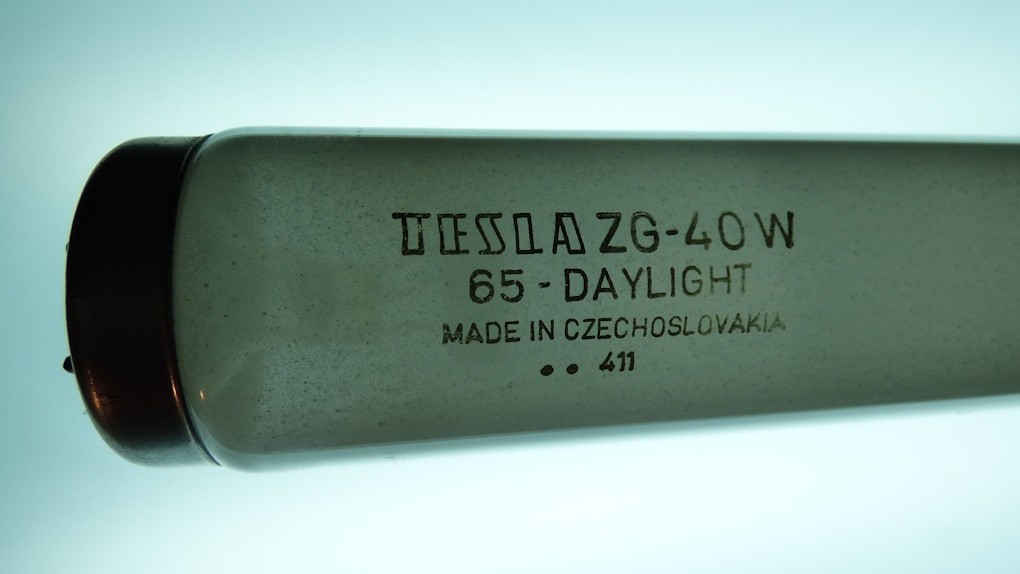 TESLA ZG-40W
65 - DAYLIGHT
MADE IN CZECHOSLOVAKIA
•• 411